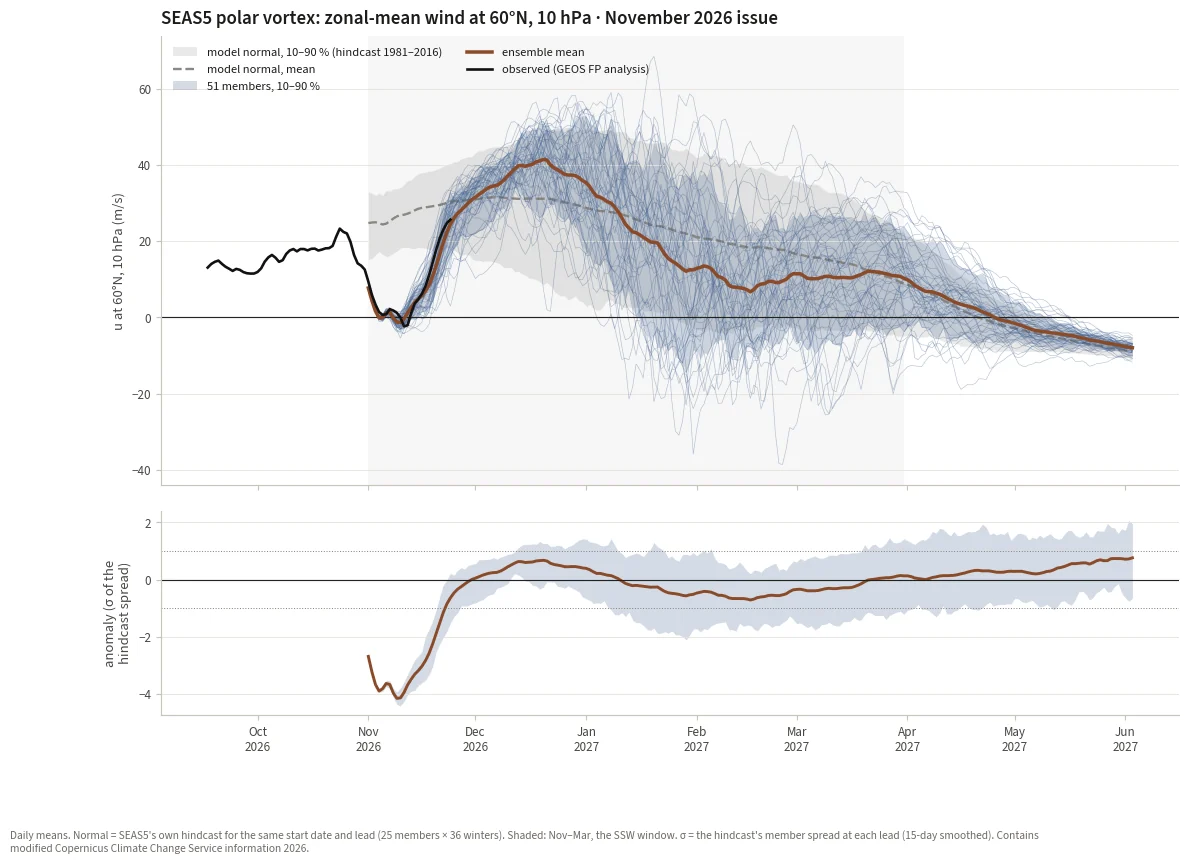 SEAS5 polar vortex: zonal-mean wind at 60°N, 10 hPa · November 2026 issue
model normal, 10–90 % (hindcast 1981–2016)
model normal, mean
51 members, 10–90 %
ensemble mean
observed (GEOS FP analysis)
u at 60°N, 10 hPa (m/s)
60
40
20
0
−20
−40
anomaly (σ of the
hindcast spread)
2
0
−2
−4
Oct
2026
Nov
2026
Dec
2026
Jan
2027
Feb
2027
Mar
2027
Apr
2027
May
2027
Jun
2027
Daily means. Normal = SEAS5's own hindcast for the same start date and lead (25 members × 36 winters). Shaded: Nov–Mar, the SSW window. σ = the hindcast's member spread at each lead (15-day smoothed). Contains
modified Copernicus Climate Change Service information 2026.